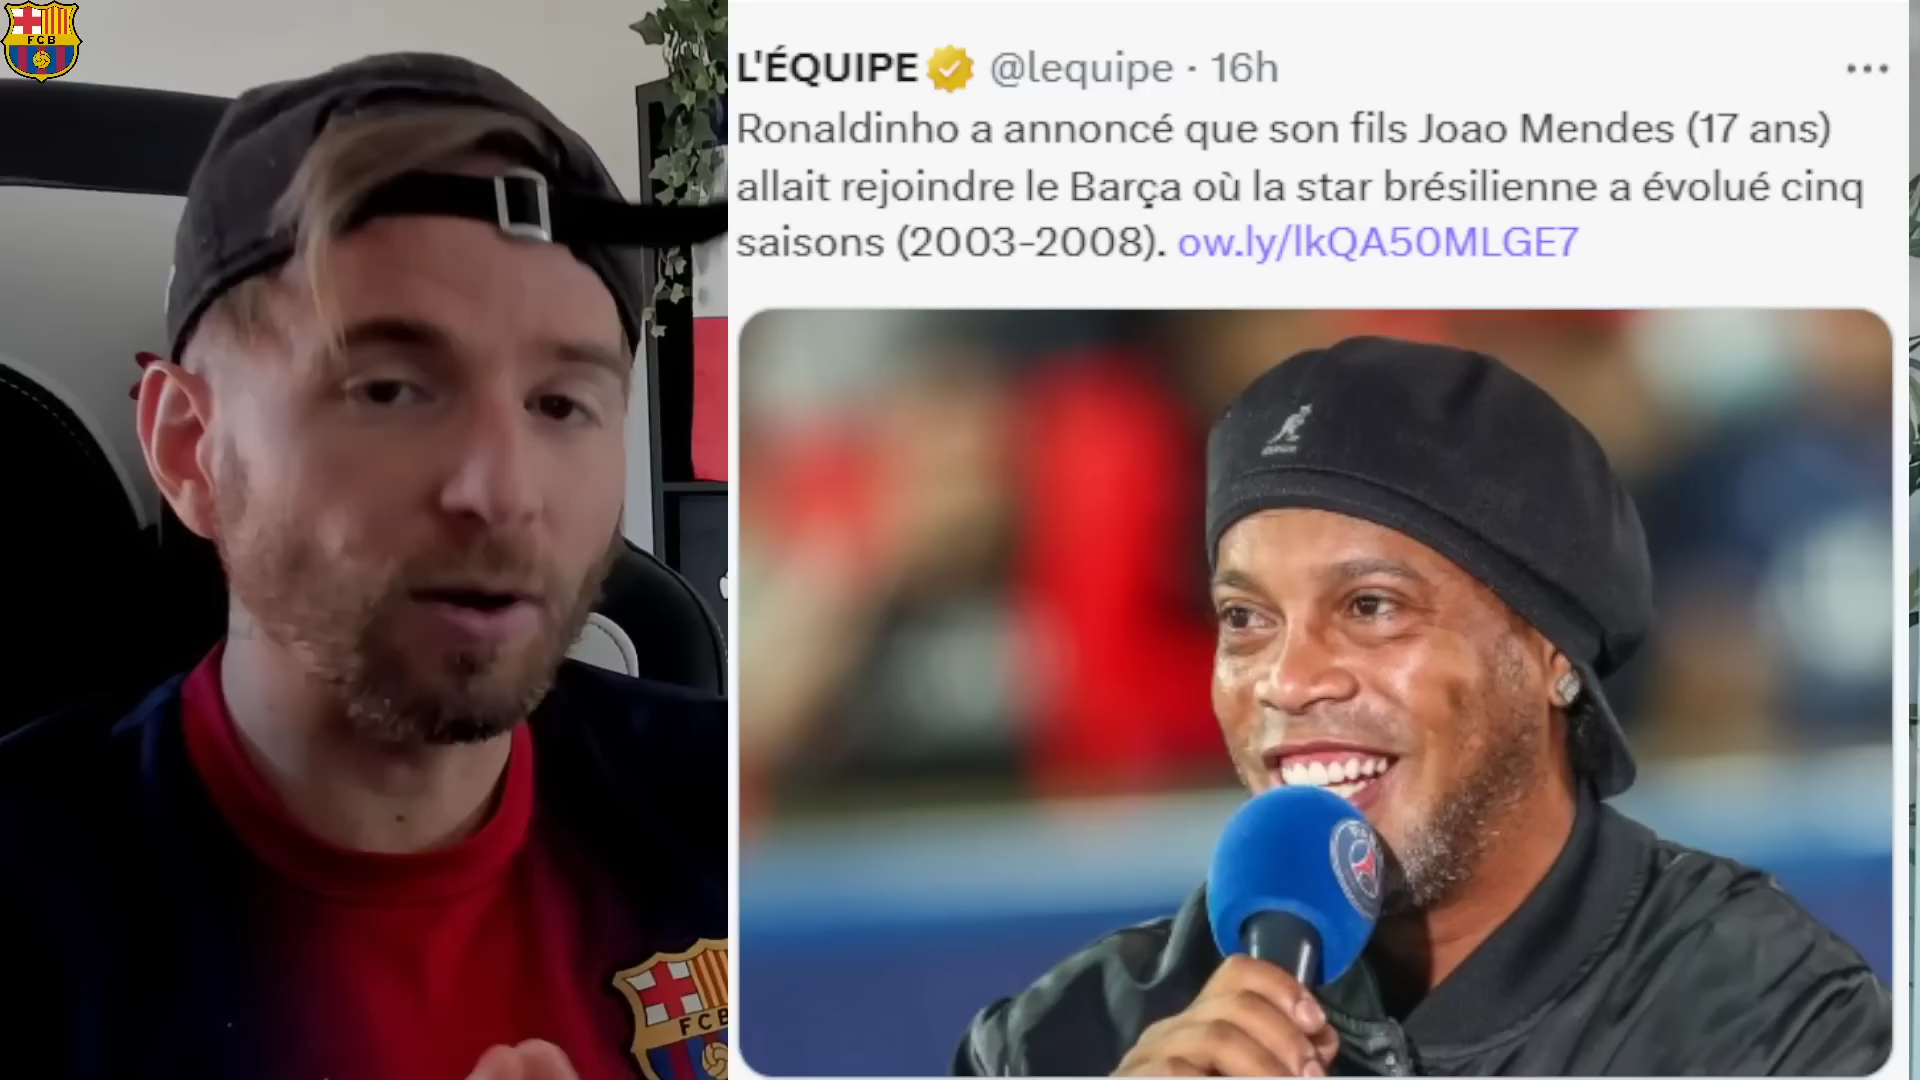 FCB
L'ÉQUIPE @lequipe · 16h
Ronaldinho a annoncé que son fils Joao Mendes (17 ans)
allait rejoindre le Barça où la star brésilienne a évolué cinq
saisons (2003-2008). ow.ly/lkQA50MLGE7
FCB